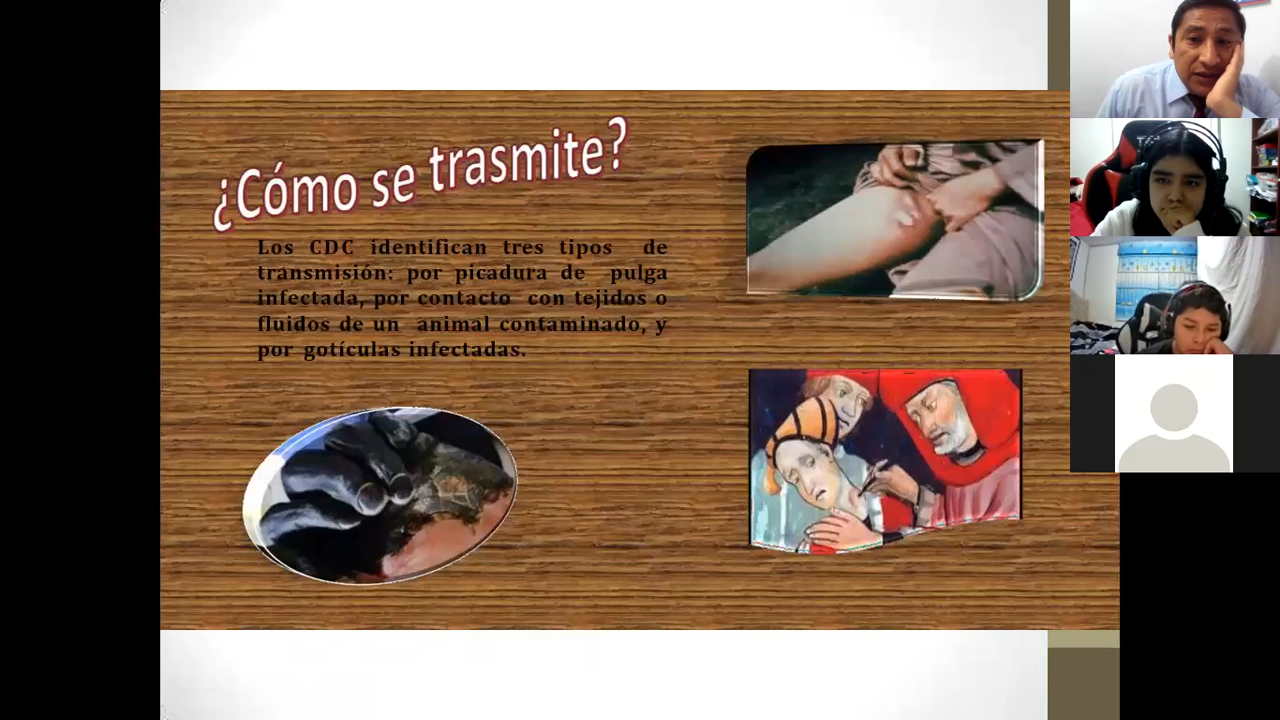 ¿Cómo se trasmite?
Los CDC identifican tres tipos de
transmisión: por picadura de pulga
infectada, por contacto con tejidos o
fluidos de un animal contaminado, y
por gotículas infectadas.